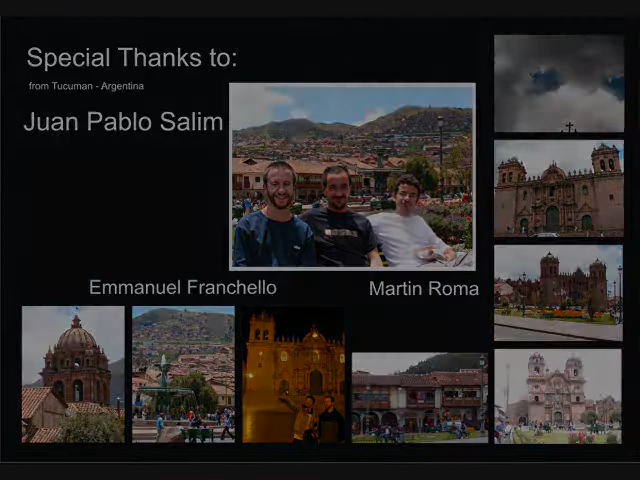 Special Thanks to:
from Tucuman - Argentina
Juan Pablo Salim
Emmanuel Franchello
Martin Roma